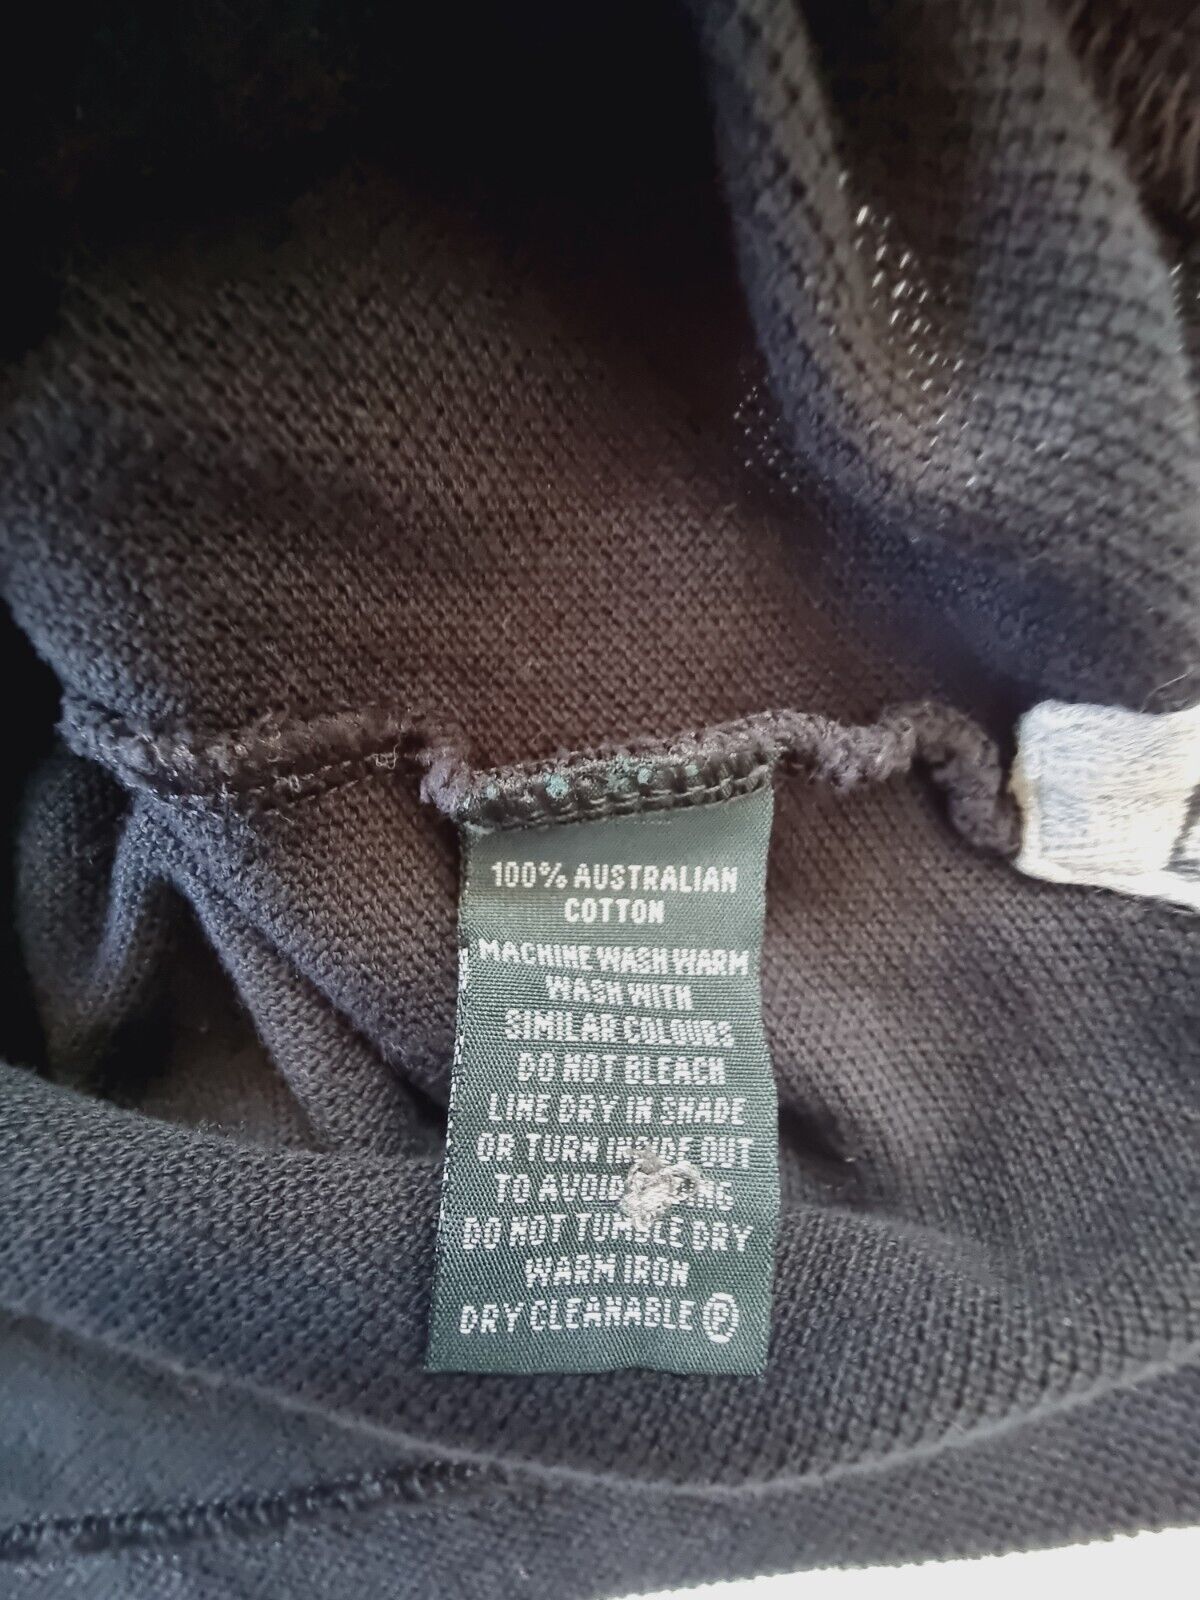 100% AUSTRALIAN
COTTON
MACHINE WASH WARM
WASH WITH
SIMILAR COLOURS
DO NOT BLEACH
LINE DRY IN SHADE
OR TURN INSIDE OUT
TO AVOID
DO NOT TUMBLE DRY
WARM IRON
DRY CLEANABLE Ⓟ